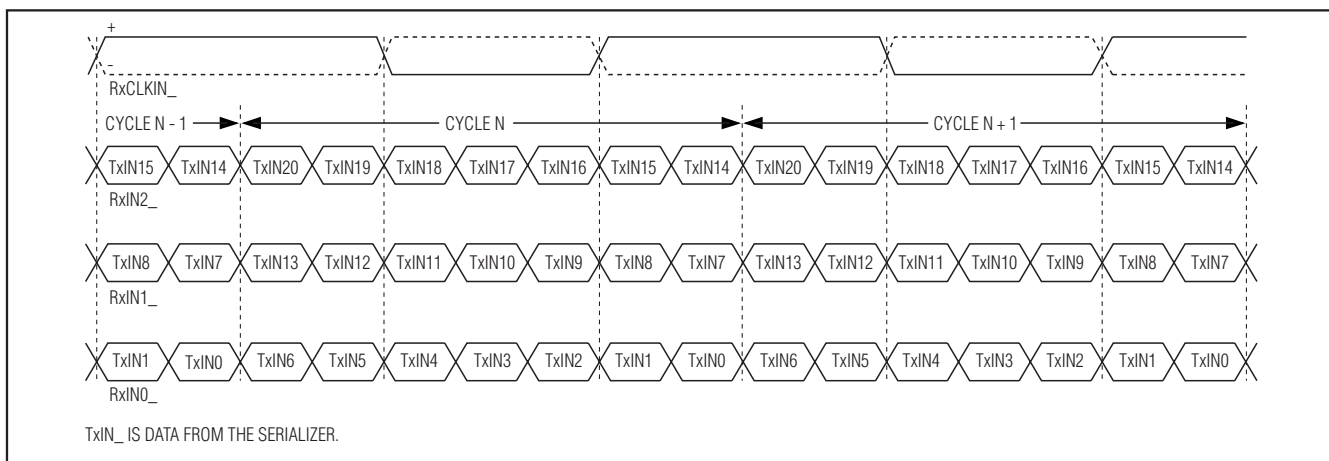 +
-
RxCLKIN_
CYCLE N - 1 CYCLE N CYCLE N + 1
TxIN15 TxIN14 TxIN20 TxIN19 TxIN18 TxIN17 TxIN16 TxIN15 TxIN14 TxIN20 TxIN19 TxIN18 TxIN17 TxIN16 TxIN15 TxIN14
RxIN2_
TxIN8 TxIN7 TxIN13 TxIN12 TxIN11 TxIN10 TxIN9 TxIN8 TxIN7 TxIN13 TxIN12 TxIN11 TxIN10 TxIN9 TxIN8 TxIN7
RxIN1_
TxIN1 TxIN0 TxIN6 TxIN5 TxIN4 TxIN3 TxIN2 TxIN1 TxIN0 TxIN6 TxIN5 TxIN4 TxIN3 TxIN2 TxIN1 TxIN0
RxIN0_
TxIN_ IS DATA FROM THE SERIALIZER.